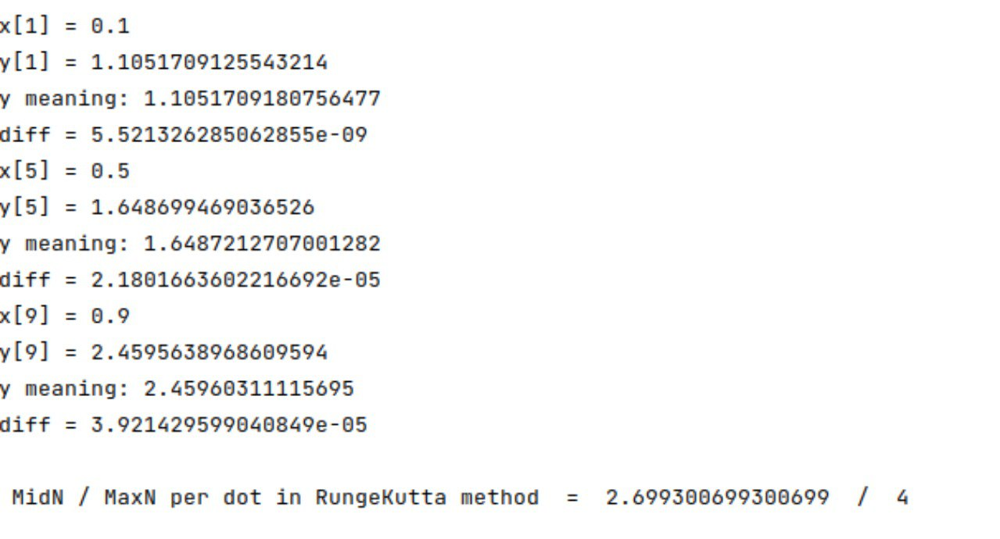 x[1] = 0.1
y[1] = 1.1051709125543214
y meaning: 1.1051709180756477
diff = 5.521326285062855e-09
x[5] = 0.5
y[5] = 1.648699469036526
y meaning: 1.6487212707001282
diff = 2.1801663602216692e-05
x[9] = 0.9
y[9] = 2.4595638968609594
y meaning: 2.45960311115695
diff = 3.921429599040849e-05
MidN / MaxN per dot in RungeKutta method = 2.699300699300699 / 4